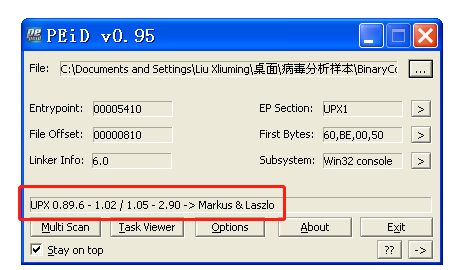 PEiD v0.95
File: C:\Documents and Settings\Liu Xliuming\桌面\病毒分析样本\BinaryCo ...
Entrypoint: 00005410 EP Section: UPX1 >
File Offset: 00000810 First Bytes: 60,BE,00,50 >
Linker Info: 6.0 Subsystem: Win32 console >
UPX 0.89.6 - 1.02 / 1.05 - 2.90 -> Markus & Laszlo
Multi Scan Task Viewer Options About Exit
Stay on top ?? ->